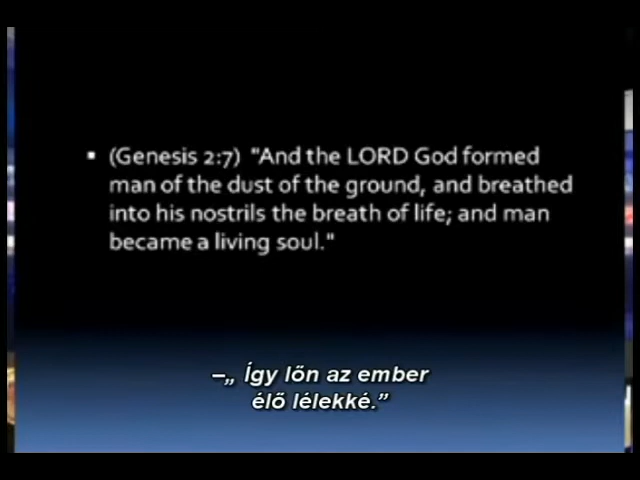 ▪ (Genesis 2:7) "And the LORD God formed
man of the dust of the ground, and breathed
into his nostrils the breath of life; and man
became a living soul."
–„ Így lőn az ember
élő lélekké.”